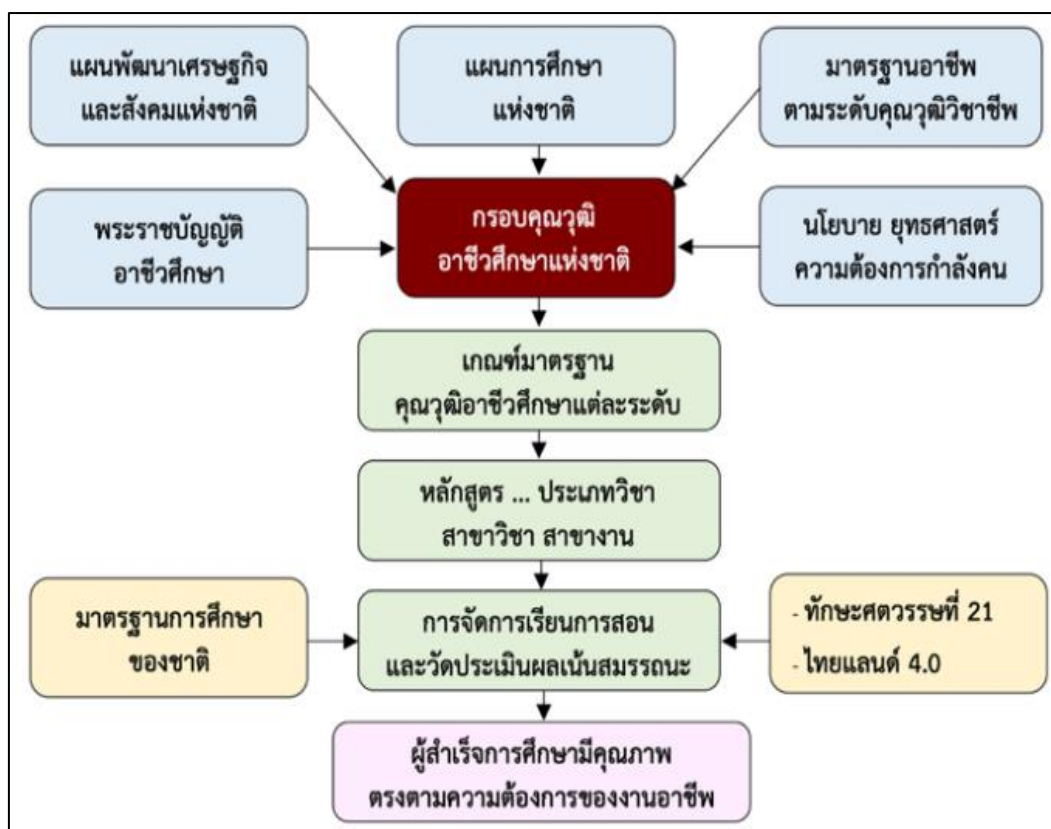 แผนพัฒนาเศรษฐกิจ
และสังคมแห่งชาติ
แผนการศึกษา
แห่งชาติ
มาตรฐานอาชีพ
ตามระดับคุณวุฒิวิชาชีพ
พระราชบัญญัติ
อาชีวศึกษา
กรอบคุณวุฒิ
อาชีวศึกษาแห่งชาติ
นโยบาย ยุทธศาสตร์
ความต้องการกำลังคน
เกณฑ์มาตรฐาน
คุณวุฒิอาชีวศึกษาแต่ละระดับ
หลักสูตร ... ประเภทวิชา
สาขาวิชา สาขางาน
มาตรฐานการศึกษา
ของชาติ
การจัดการเรียนการสอน
และวัดประเมินผลเน้นสมรรถนะ
- ทักษะศตวรรษที่ 21
- ไทยแลนด์ 4.0
ผู้สำเร็จการศึกษามีคุณภาพ
ตรงตามความต้องการของงานอาชีพ